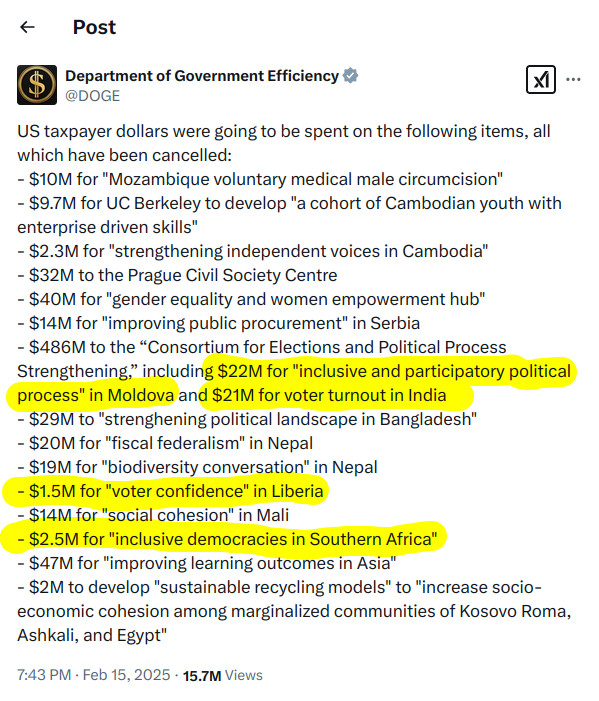 Post
Department of Government Efficiency
@DOGE
US taxpayer dollars were going to be spent on the following items, all
which have been cancelled:
- $10M for "Mozambique voluntary medical male circumcision"
- $9.7M for UC Berkeley to develop "a cohort of Cambodian youth with
enterprise driven skills"
- $2.3M for "strengthening independent voices in Cambodia"
- $32M to the Prague Civil Society Centre
- $40M for "gender equality and women empowerment hub"
- $14M for "improving public procurement" in Serbia
- $486M to the “Consortium for Elections and Political Process
Strengthening,” including $22M for "inclusive and participatory political
process" in Moldova and $21M for voter turnout in India
- $29M to "strenghening political landscape in Bangladesh"
- $20M for "fiscal federalism" in Nepal
- $19M for "biodiversity conversation" in Nepal
- $1.5M for "voter confidence" in Liberia
- $14M for "social cohesion" in Mali
- $2.5M for "inclusive democracies in Southern Africa"
- $47M for "improving learning outcomes in Asia"
- $2M to develop "sustainable recycling models" to "increase socio-
economic cohesion among marginalized communities of Kosovo Roma,
Ashkali, and Egypt"
7:43 PM · Feb 15, 2025 · 15.7M Views